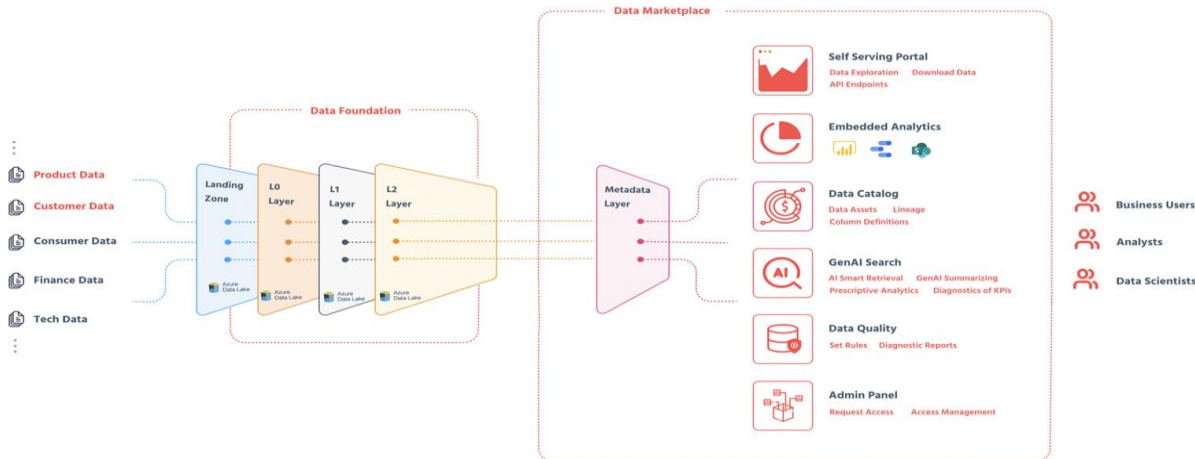 Data Marketplace
Data Foundation
Product Data
Customer Data
Consumer Data
Finance Data
Tech Data
Landing
Zone
Azure
Data Lake
L0
Layer
Azure
Data Lake
L1
Layer
Azure
Data Lake
L2
Layer
Azure
Data Lake
Metadata
Layer
Self Serving Portal
Data Exploration Download Data
API Endpoints
Embedded Analytics
Data Catalog
Data Assets Lineage
Column Definitions
$
GenAI Search
AI Smart Retrieval GenAI Summarizing
Prescriptive Analytics Diagnostics of KPIs
AI
Data Quality
Set Rules Diagnostic Reports
Admin Panel
Request Access Access Management
Business Users
Analysts
Data Scientists